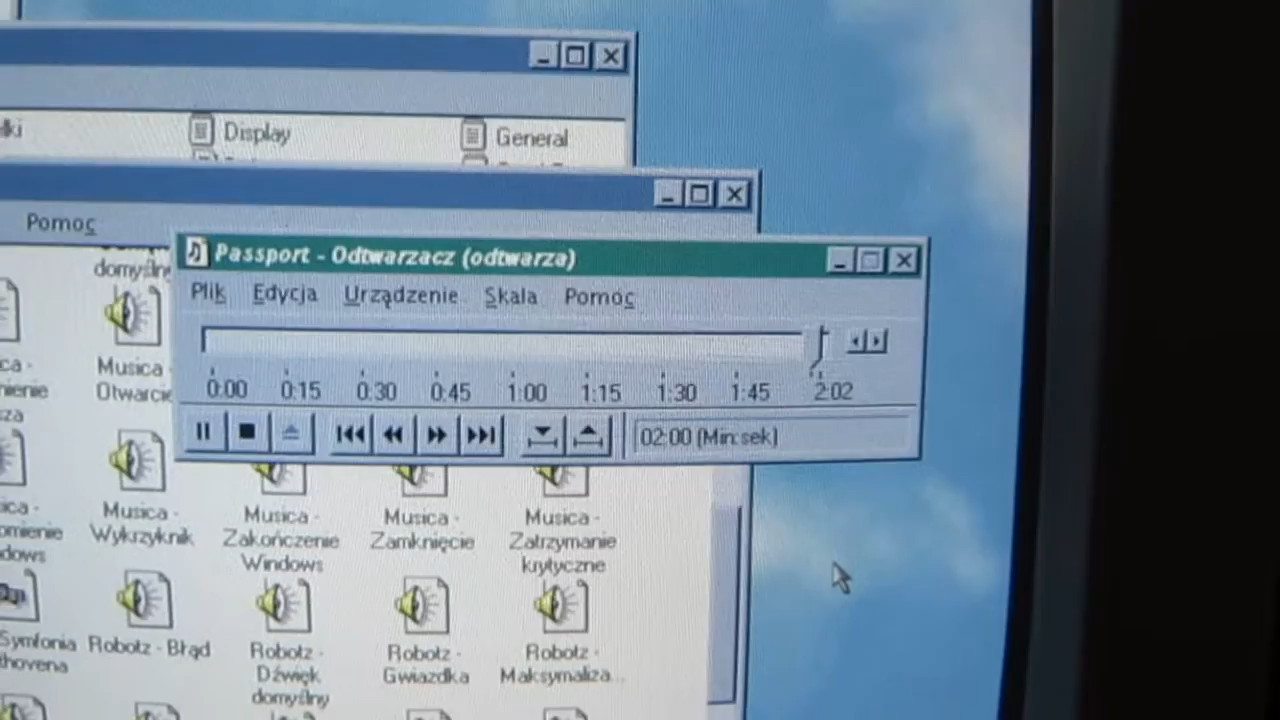 Display
General
Pomoc
Passport - Odtwarzacz (odtwarza)
Plik Edycja Urządzenie Skala Pomoc
0:00 0:15 0:30 0:45 1:00 1:15 1:30 1:45 2:02
02:00 (Min:sek)
Musica -
Otwarcie
Musica -
Wykrzyknik
Musica -
Zakończenie
Windows
Musica -
Zamknięcie
Musica -
Zatrzymanie
krytyczne
Symfonia
Robotz - Błąd
Robotz -
Dźwięk
domyślny
Robotz -
Gwiazdka
Robotz -
Maksymaliza...